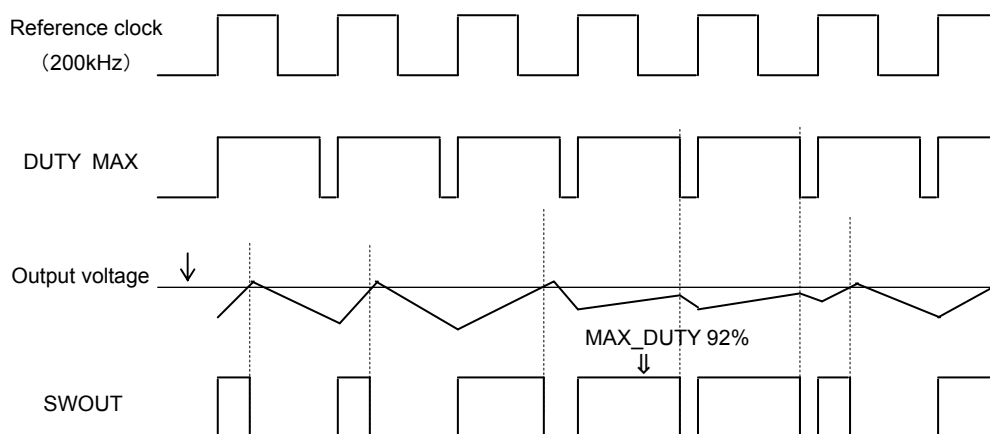 Reference clock
（200kHz）
DUTY MAX
Output voltage
MAX_DUTY 92%
SWOUT